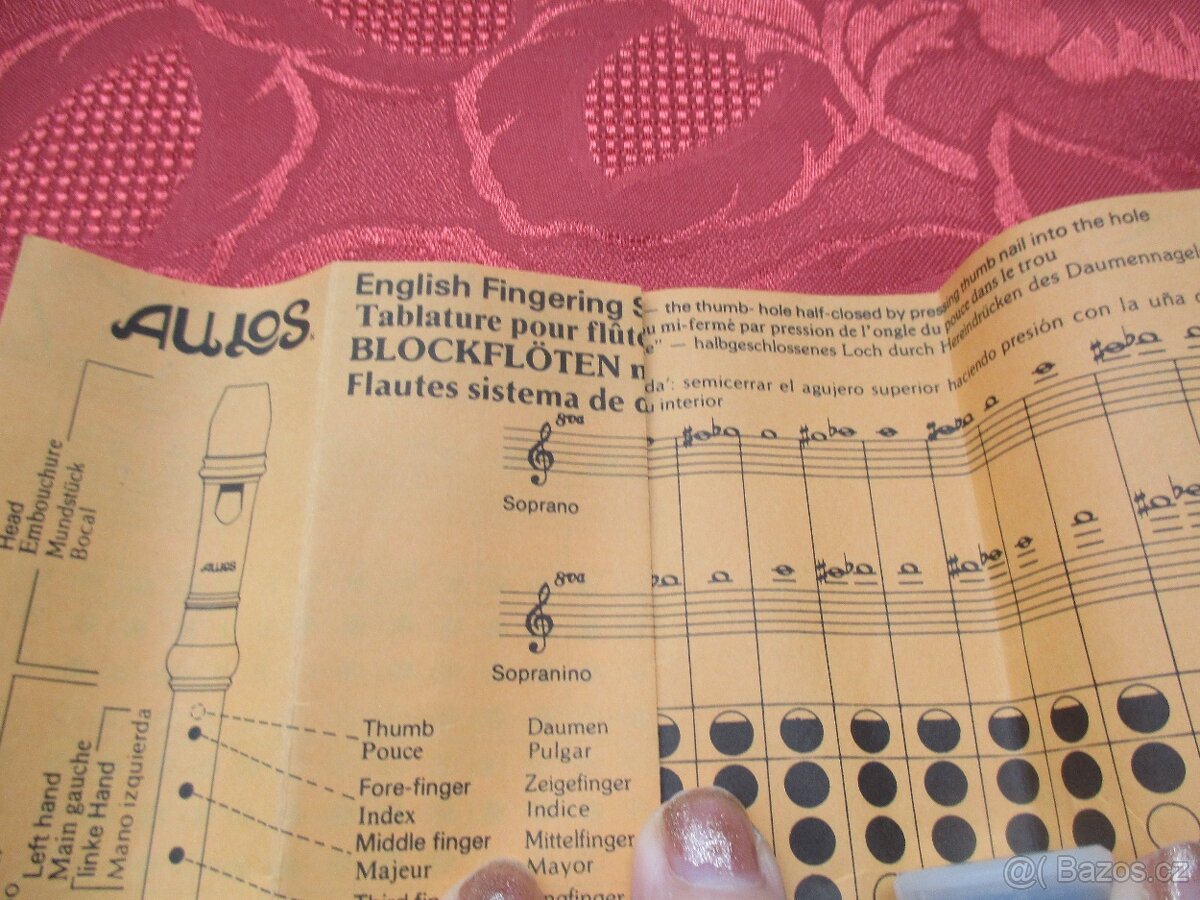 AULOS
English Fingering
Tablature pour
BLOCKFLÖTEN
Flautes sistema de
the thumb- hole half-closed by pressing thumb nail into the hole
mi-fermé par pression de l'ongle du pouce dans le trou
— halbgeschlossenes Loch durch Hereindrücken des Daumennagel
semicerrar el agujero superior haciendo presión con la uña
interior
8va
Soprano
8va
Sopranino
Head
Embouchure
Mundstück
Bocal
AULOS
Left hand
Main gauche
linke Hand
Mano izquierda
Thumb Daumen
Pouce Pulgar
Fore-finger Zeigefinger
Index Indice
Middle finger Mittelfinger
Majeur Mayor
@( Bazos.cz